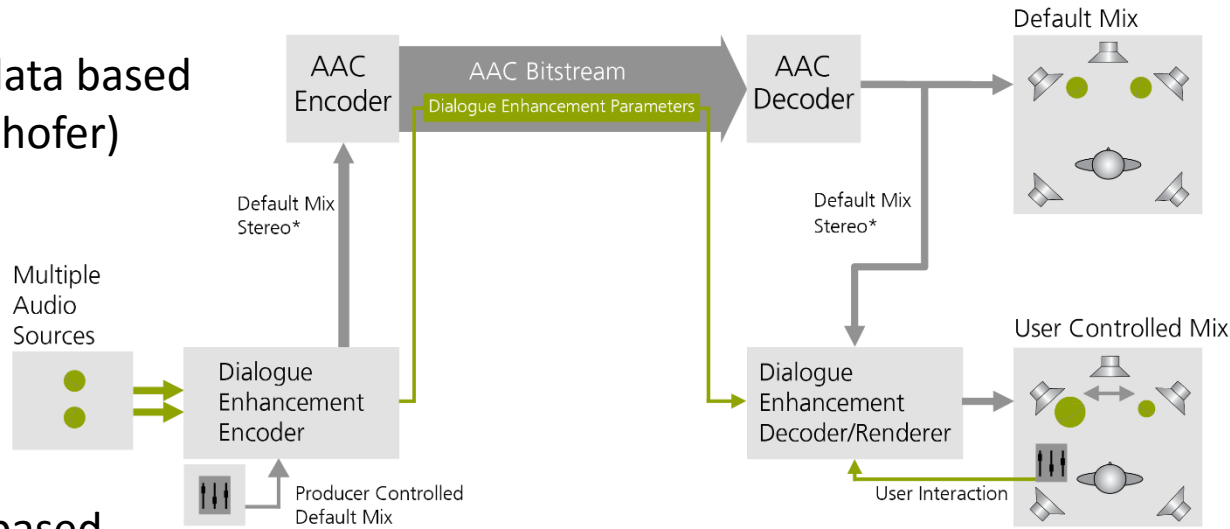 data based
hofer)
AAC
Encoder
AAC Bitstream
Dialogue Enhancement Parameters
AAC
Decoder
Default Mix
Default Mix
Stereo*
Default Mix
Stereo*
Multiple
Audio
Sources
Dialogue
Enhancement
Encoder
Dialogue
Enhancement
Decoder/Renderer
User Controlled Mix
Producer Controlled
Default Mix
User Interaction
based